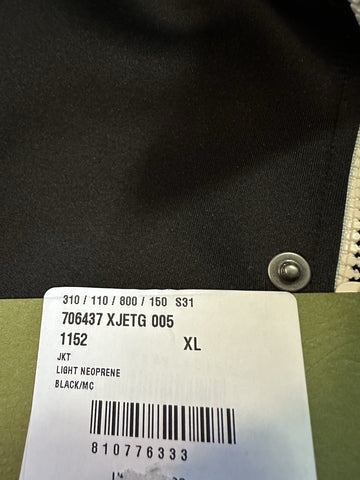 310 / 110 / 800 / 150 S31
706437 XJETG 005
1152 XL
JKT
LIGHT NEOPRENE
BLACK/MC
810776333